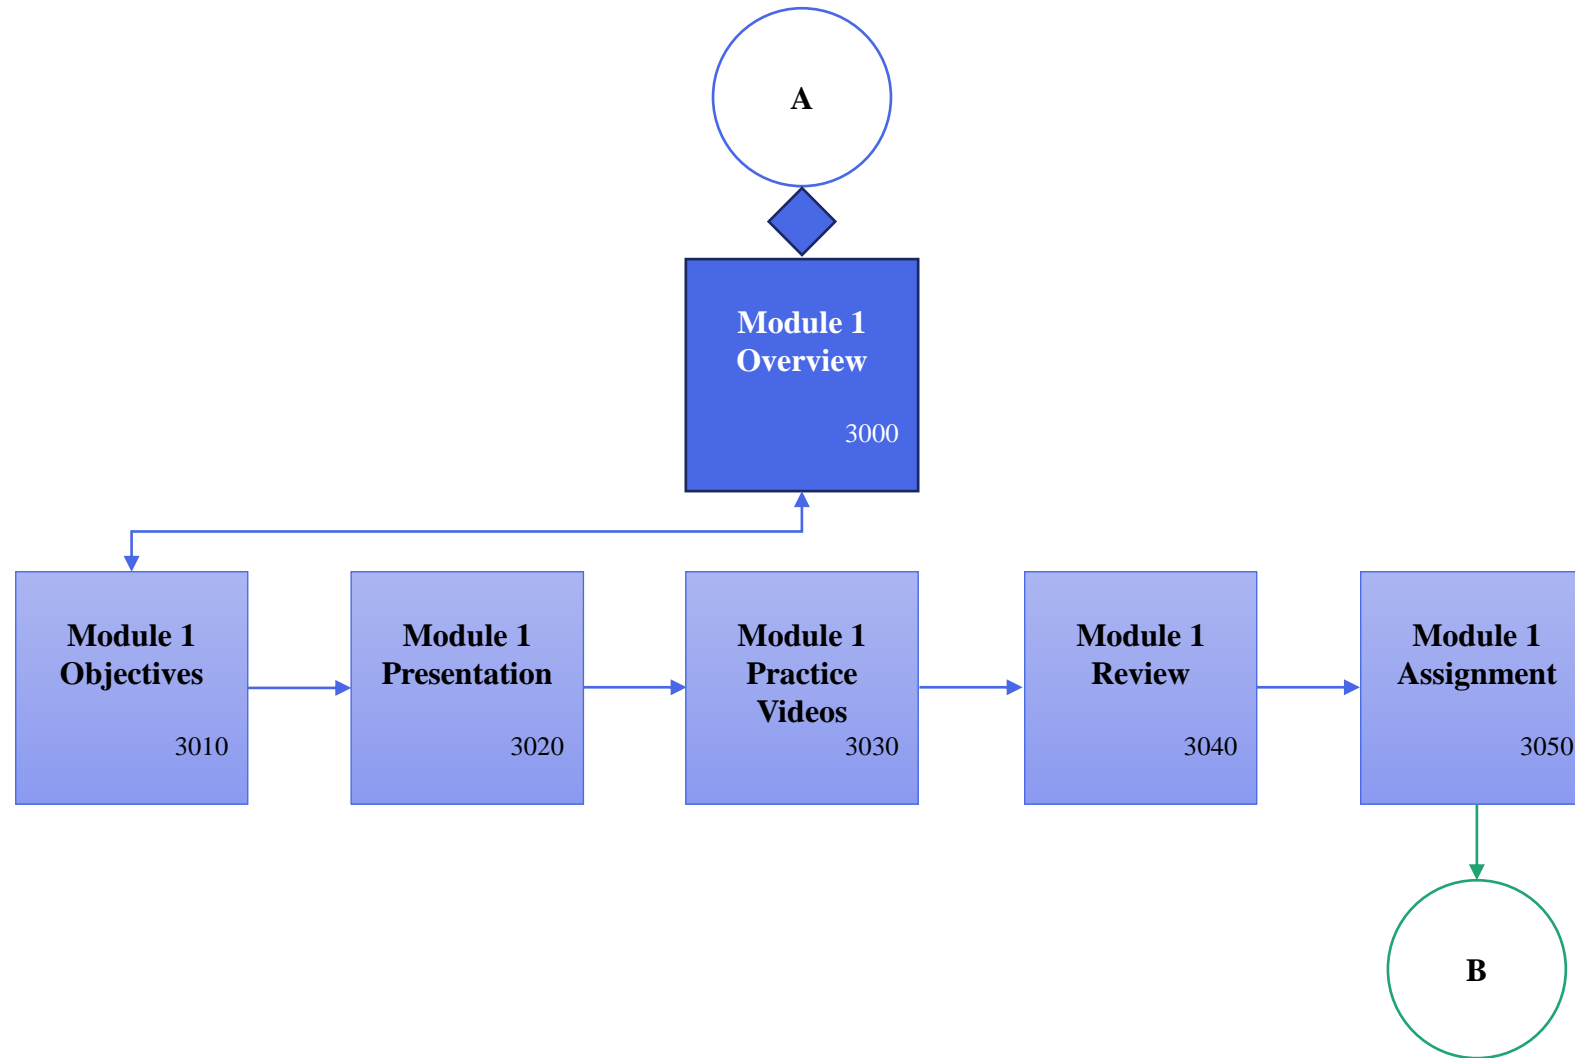 A
Module 1
Overview
3000
Module 1
Objectives
3010
Module 1
Presentation
3020
Module 1
Practice
Videos
3030
Module 1
Review
3040
Module 1
Assignment
3050
B